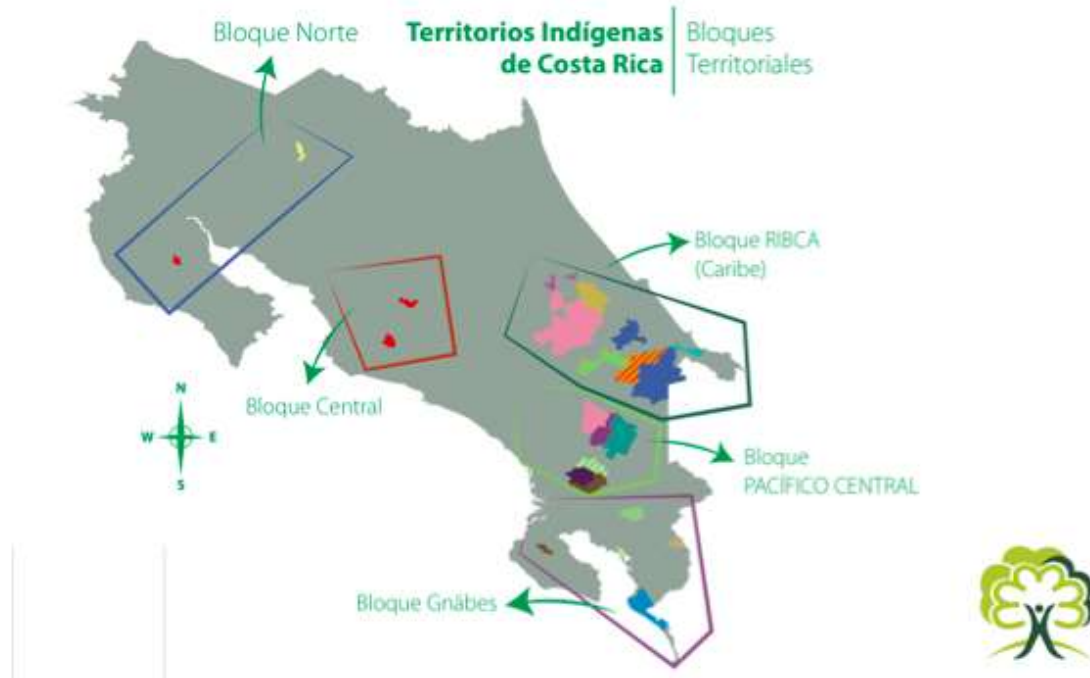 Bloque Norte
Territorios Indígenas
de Costa Rica
Bloques
Territoriales
Bloque RIBCA
(Caribe)
N
W E
S
Bloque Central
Bloque
PACÍFICO CENTRAL
Bloque Gnäbes